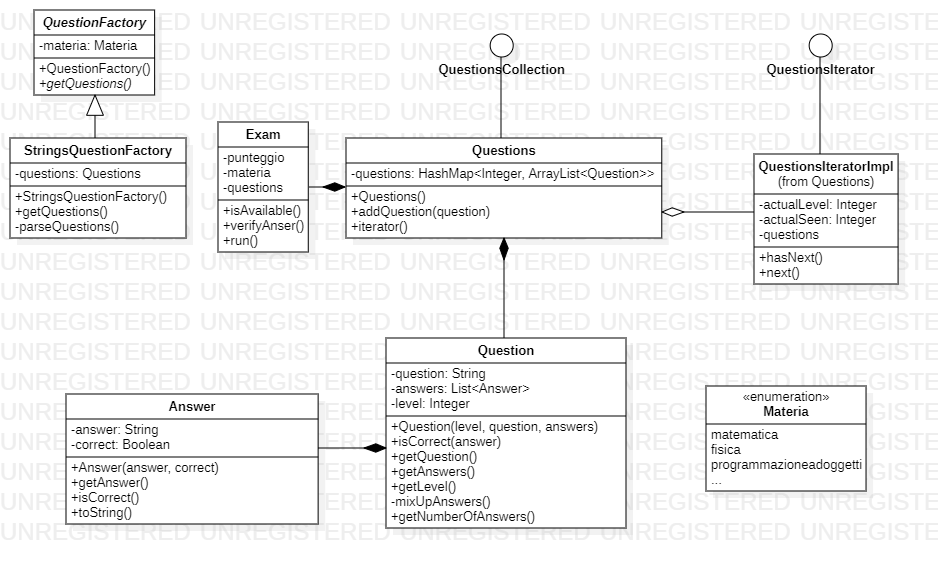 QuestionFactory
-materia: Materia
+QuestionFactory()
+getQuestions()
StringsQuestionFactory
-questions: Questions
+StringsQuestionFactory()
+getQuestions()
-parseQuestions()
Exam
-punteggio
-materia
-questions
+isAvailable()
+verifyAnser()
+run()
QuestionsCollection
Questions
-questions: HashMap<Integer, ArrayList<Question>>
+Questions()
+addQuestion(question)
+iterator()
QuestionsIterator
QuestionsIteratorImpl
(from Questions)
-actualLevel: Integer
-actualSeen: Integer
-questions
+hasNext()
+next()
Answer
-answer: String
-correct: Boolean
+Answer(answer, correct)
+getAnswer()
+isCorrect()
+toString()
Question
-question: String
-answers: List<Answer>
-level: Integer
+Question(level, question, answers)
+isCorrect(answer)
+getQuestion()
+getAnswers()
+getLevel()
-mixUpAnswers()
+getNumberOfAnswers()
«enumeration»
Materia
matematica
fisica
programmazioneadoggetti
...
UNREGISTERED